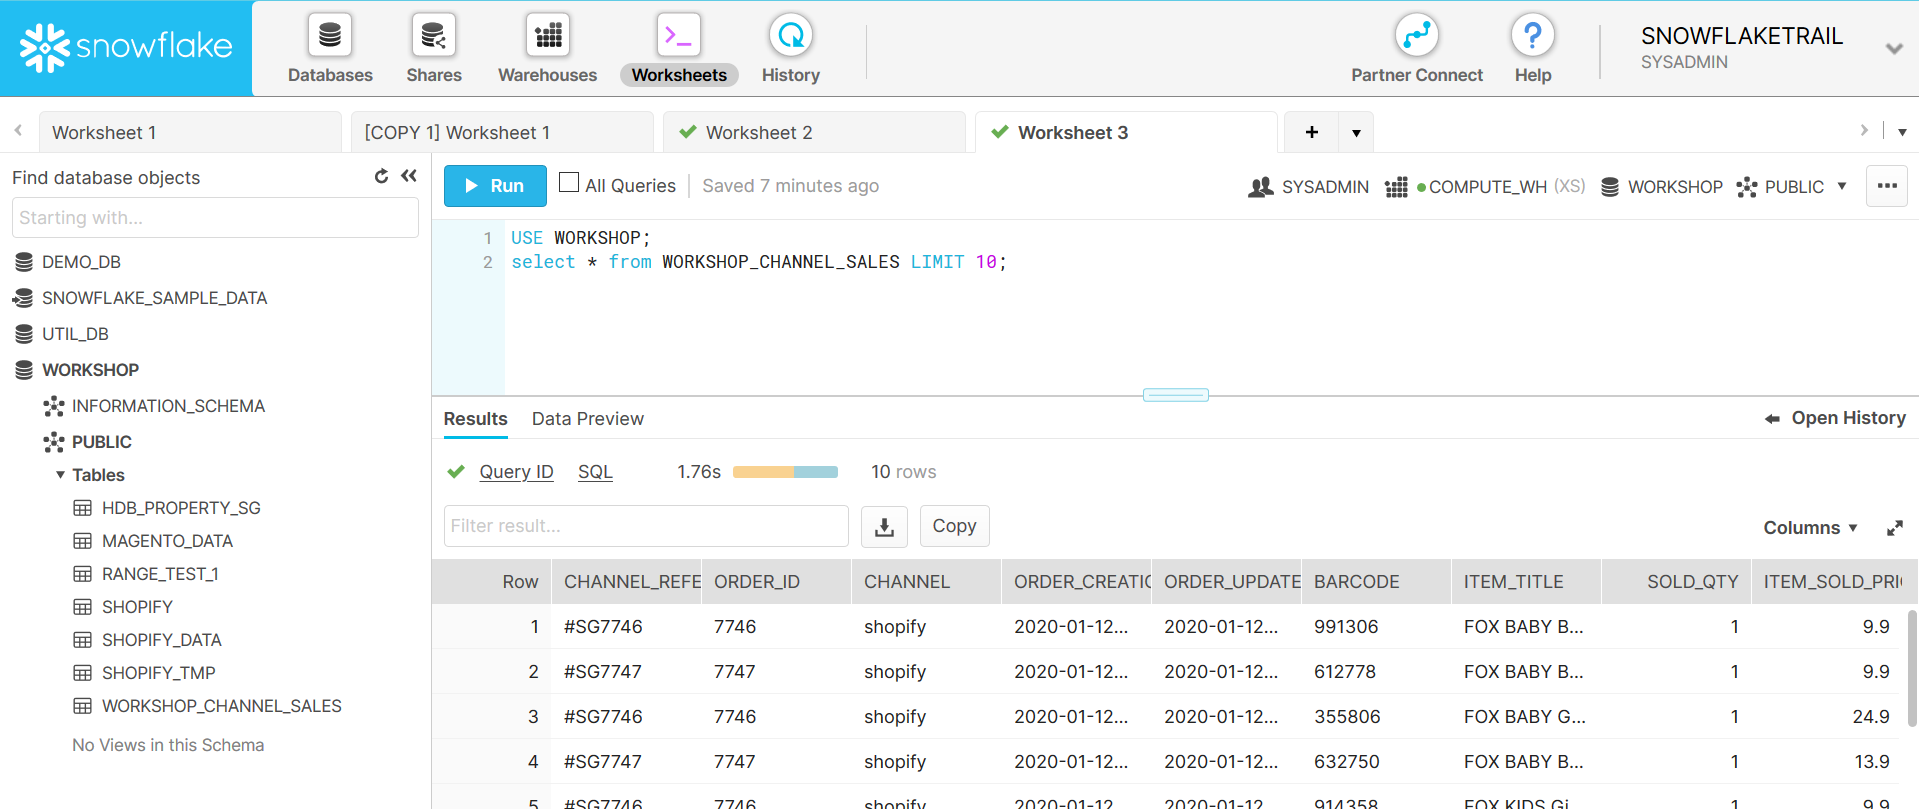 snowflake
Databases
Shares
Warehouses
Worksheets
History
Partner Connect
Help
SNOWFLAKETRAIL
SYSADMIN
Worksheet 1
[COPY 1] Worksheet 1
Worksheet 2
Worksheet 3
+
Find database objects
Starting with...
DEMO_DB
SNOWFLAKE_SAMPLE_DATA
UTIL_DB
WORKSHOP
INFORMATION_SCHEMA
PUBLIC
Tables
HDB_PROPERTY_SG
MAGENTO_DATA
RANGE_TEST_1
SHOPIFY
SHOPIFY_DATA
SHOPIFY_TMP
WORKSHOP_CHANNEL_SALES
No Views in this Schema
Run All Queries Saved 7 minutes ago
SYSADMIN COMPUTE_WH (XS) WORKSHOP PUBLIC
1 USE WORKSHOP;
2 select * from WORKSHOP_CHANNEL_SALES LIMIT 10;
Results Data Preview Open History
Query ID SQL 1.76s 10 rows
Filter result... Copy Columns
Row CHANNEL_REFE ORDER_ID CHANNEL ORDER_CREATIC ORDER_UPDATE BARCODE ITEM_TITLE SOLD_QTY ITEM_SOLD_PRI
1 #SG7746 7746 shopify 2020-01-12... 2020-01-12... 991306 FOX BABY B... 1 9.9
2 #SG7747 7747 shopify 2020-01-12... 2020-01-12... 612778 FOX BABY B... 1 9.9
3 #SG7746 7746 shopify 2020-01-12... 2020-01-12... 355806 FOX BABY G... 1 24.9
4 #SG7747 7747 shopify 2020-01-12... 2020-01-12... 632750 FOX BABY B... 1 13.9
5 #SG7746 7746 shopify 2020-01-12... 2020-01-12... 914358 FOX KIDS Gi... 1 9.9